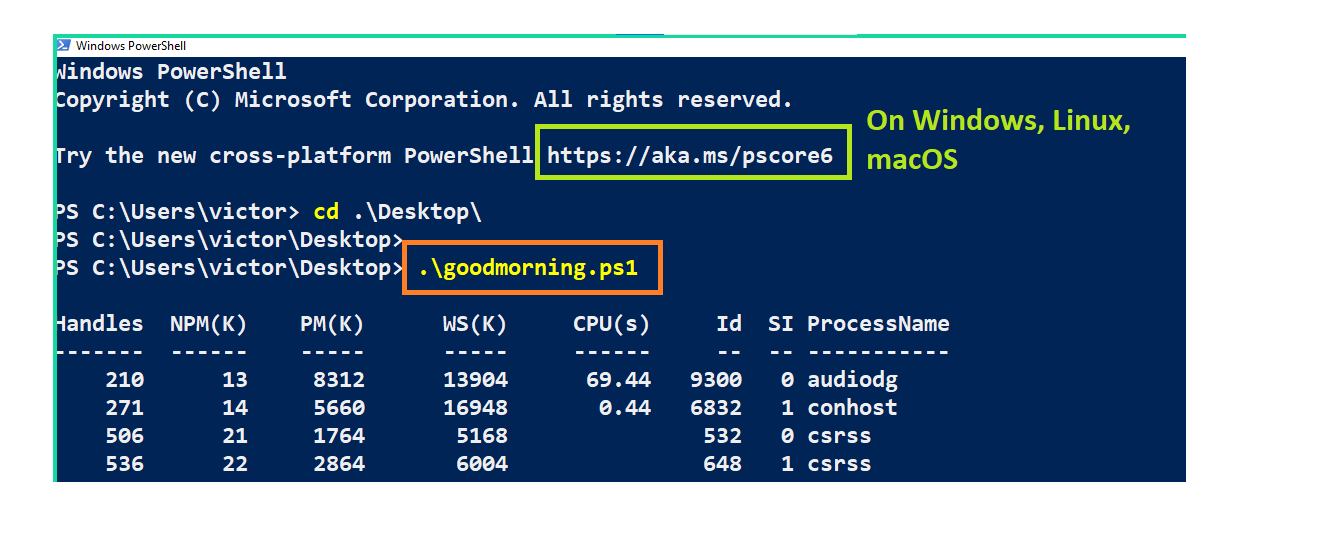 Windows PowerShell
Windows PowerShell
Copyright (C) Microsoft Corporation. All rights reserved.
On Windows, Linux,
macOS
Try the new cross-platform PowerShell https://aka.ms/pscore6
PS C:\Users\victor> cd .\Desktop\
PS C:\Users\victor\Desktop>
PS C:\Users\victor\Desktop> .\goodmorning.ps1
Handles  NPM(K)    PM(K)      WS(K)     CPU(s)     Id  SI ProcessName
-------  ------    -----      -----     ------     --  -- -----------
    210      13     8312      13904      69.44   9300   0 audiodg
    271      14     5660      16948       0.44   6832   1 conhost
    506      21     1764       5168               532   0 csrss
    536      22     2864       6004               648   1 csrss